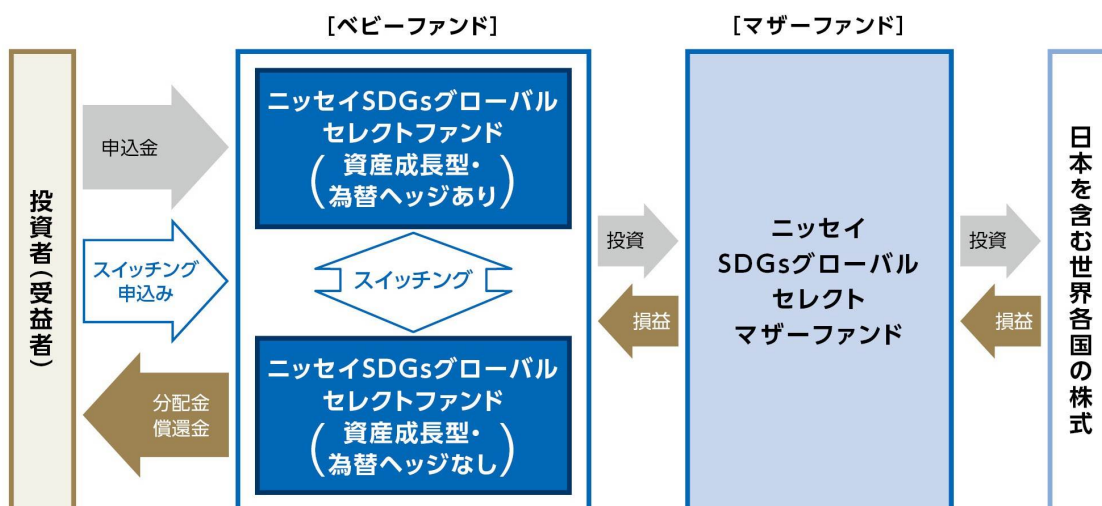 [ベビーファンド]
[マザーファンド]
投資者(受益者)
申込金
スイッチング
申込み
分配金
償還金
ニッセイSDGsグローバル
セレクトファンド
(資産成長型・
為替ヘッジあり)
スイッチング
ニッセイSDGsグローバル
セレクトファンド
(資産成長型・
為替ヘッジなし)
投資
損益
ニッセイ
SDGsグローバル
セレクト
マザーファンド
投資
損益
日本を含む世界各国の株式